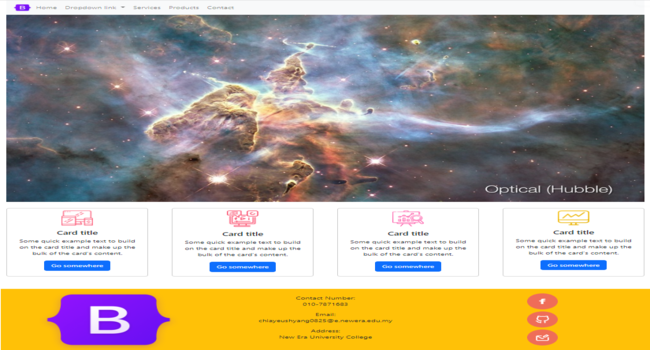 B Home Dropdown link Services Products Contact
Optical (Hubble)
Card title
Some quick example text to build
on the card title and make up the
bulk of the card's content.
Go somewhere
Card title
Some quick example text to build
on the card title and make up the
bulk of the card's content.
Go somewhere
Card title
Some quick example text to build
on the card title and make up the
bulk of the card's content.
Go somewhere
Card title
Some quick example text to build
on the card title and make up the
bulk of the card's content.
Go somewhere
B
Contact Number:
010-7871883
Email:
Address:
New Era University College